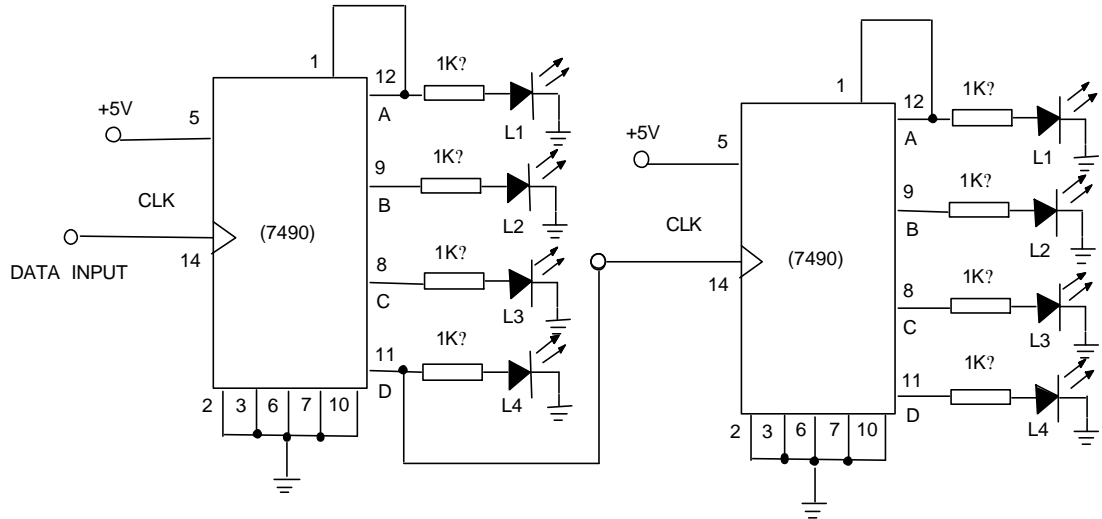 1
12
1K?
A
L1
+5V
5
9
1K?
B
L2
CLK
(7490)
DATA INPUT
14
8
1K?
C
L3
11
1K?
D
L4
2 3 6 7 10
1
12
1K?
A
L1
+5V
5
9
1K?
B
L2
CLK
(7490)
14
8
1K?
C
L3
11
1K?
D
L4
2 3 6 7 10